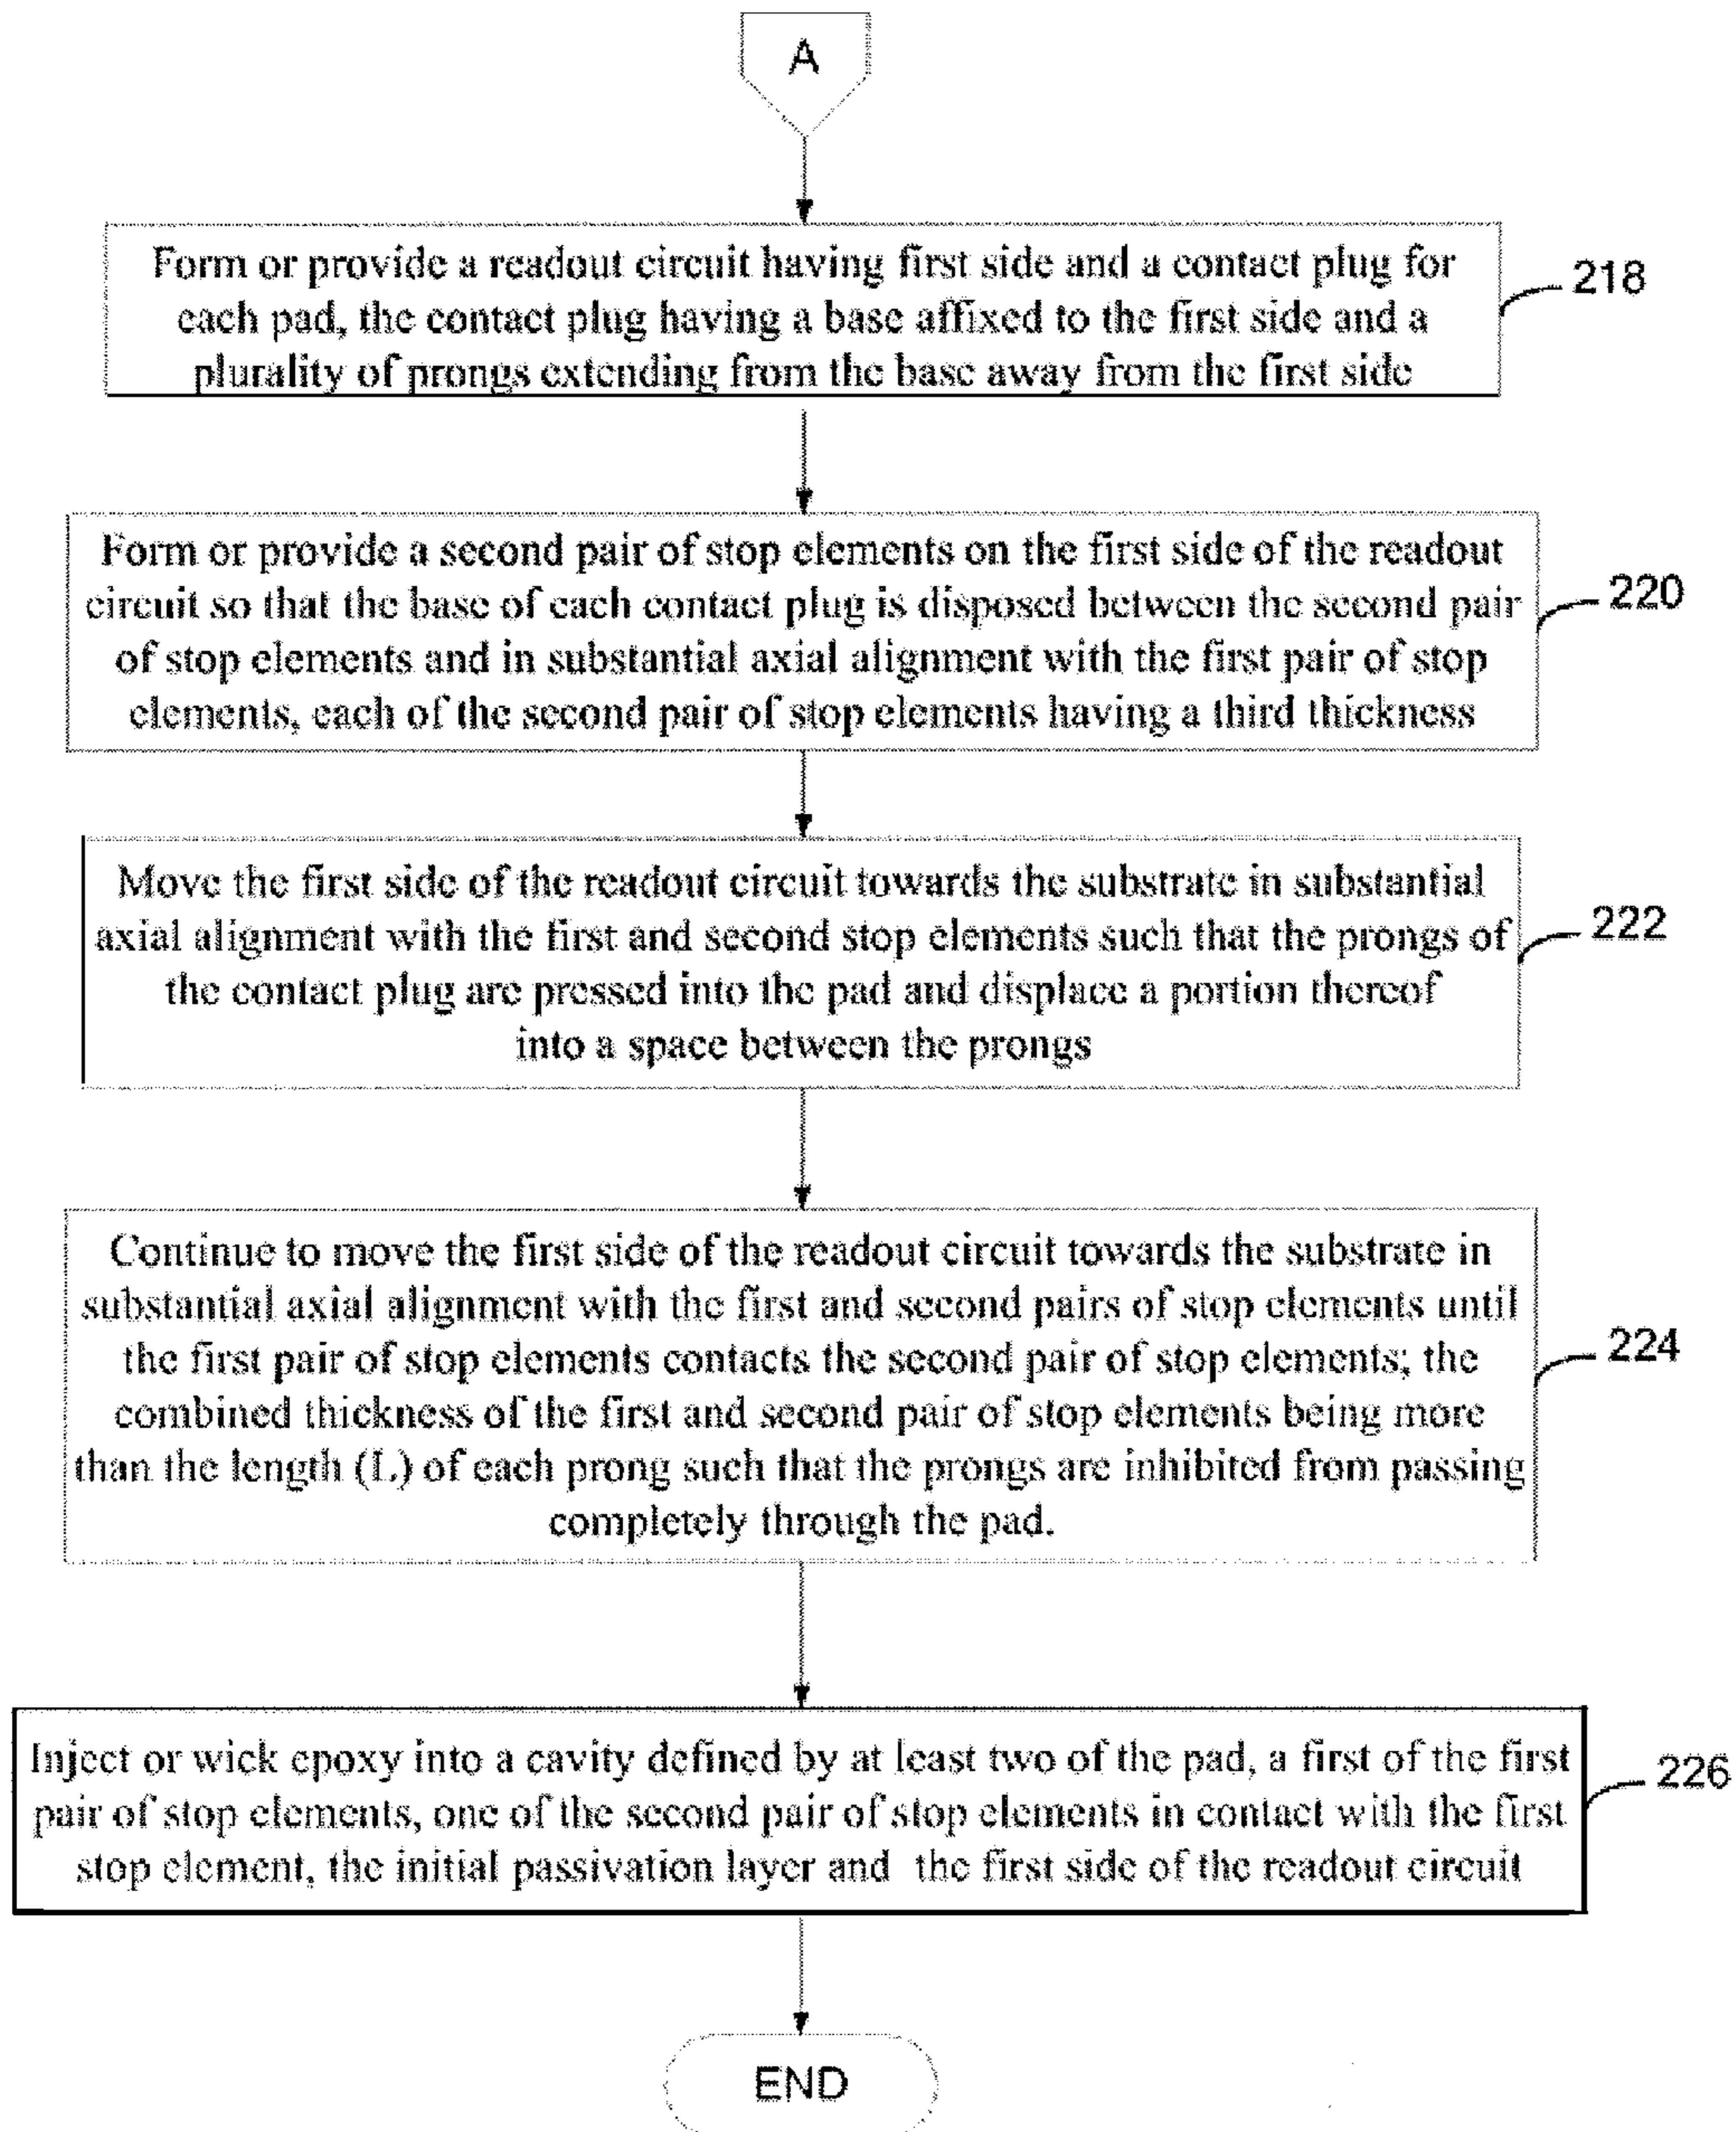 A
Form or provide a readout circuit having first side and a contact plug for
each pad, the contact plug having a base affixed to the first side and a
plurality of prongs extending from the base away from the first side
218
Form or provide a second pair of stop elements on the first side of the readout
circuit so that the base of each contact plug is disposed between the second pair
of stop elements and in substantial axial alignment with the first pair of stop
elements, each of the second pair of stop elements having a third thickness
220
Move the first side of the readout circuit towards the substrate in substantial
axial alignment with the first and second stop elements such that the prongs of
the contact plug are pressed into the pad and displace a portion thereof
into a space between the prongs
222
Continue to move the first side of the readout circuit towards the substrate in
substantial axial alignment with the first and second pairs of stop elements until
the first pair of stop elements contacts the second pair of stop elements; the
combined thickness of the first and second pair of stop elements being more
than the length (L) of each prong such that the prongs are inhibited from passing
completely through the pad.
224
Inject or wick epoxy into a cavity defined by at least two of the pad, a first of the first
pair of stop elements, one of the second pair of stop elements in contact with the first
stop element, the initial passivation layer and the first side of the readout circuit
226
END